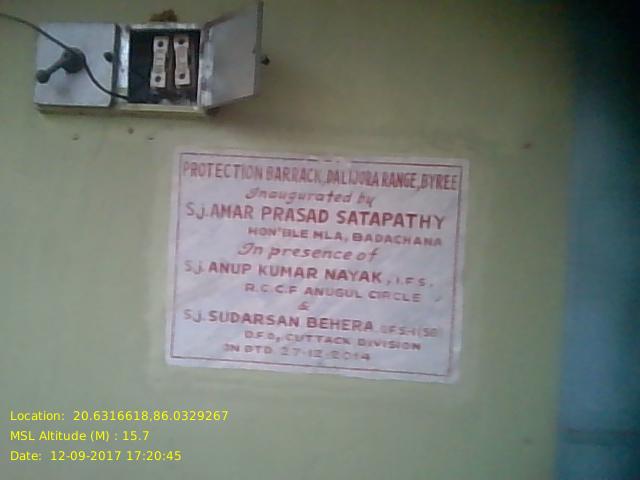 PROTECTION BARRACK, DALIJORA RANGE, BYREE
Inaugurated by
Sj. AMAR PRASAD SATAPATHY
HON'BLE MLA, BADACHANA
In presence of
Sj. ANUP KUMAR NAYAK, I.F.S.
R.C.C.F ANUGUL CIRCLE
&
Sj. SUDARSAN BEHERA
D.F.O, CUTTACK DIVISION
ON DTD. 27-12-2014
Location: 20.6316618,86.0329267
MSL Altitude (M) : 15.7
Date: 12-09-2017 17:20:45